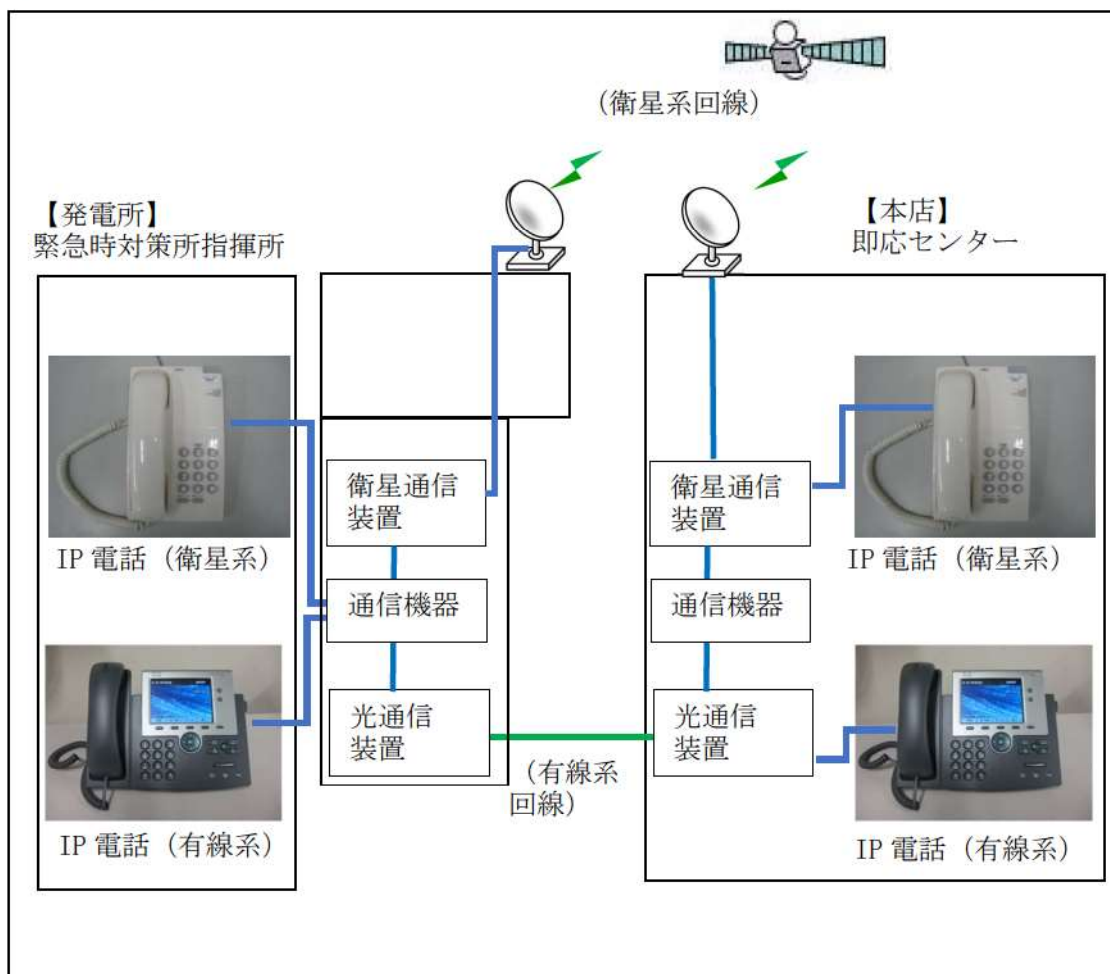 （衛星系回線）
【発電所】
緊急時対策所指揮所
【本店】
即応センター
IP 電話（衛星系）
IP 電話（有線系）
衛星通信
装置
通信機器
光通信
装置
（有線系
回線）
衛星通信
装置
通信機器
光通信
装置
IP 電話（衛星系）
IP 電話（有線系）